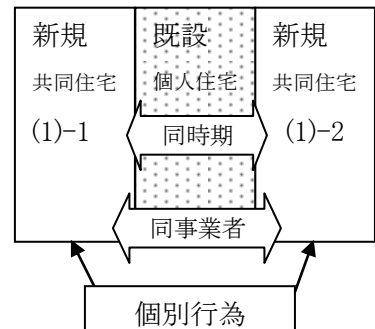 新規 既設 新規
共同住宅 個人住宅 共同住宅
(1)-1 同時期 (1)-2
同事業者
個別行為